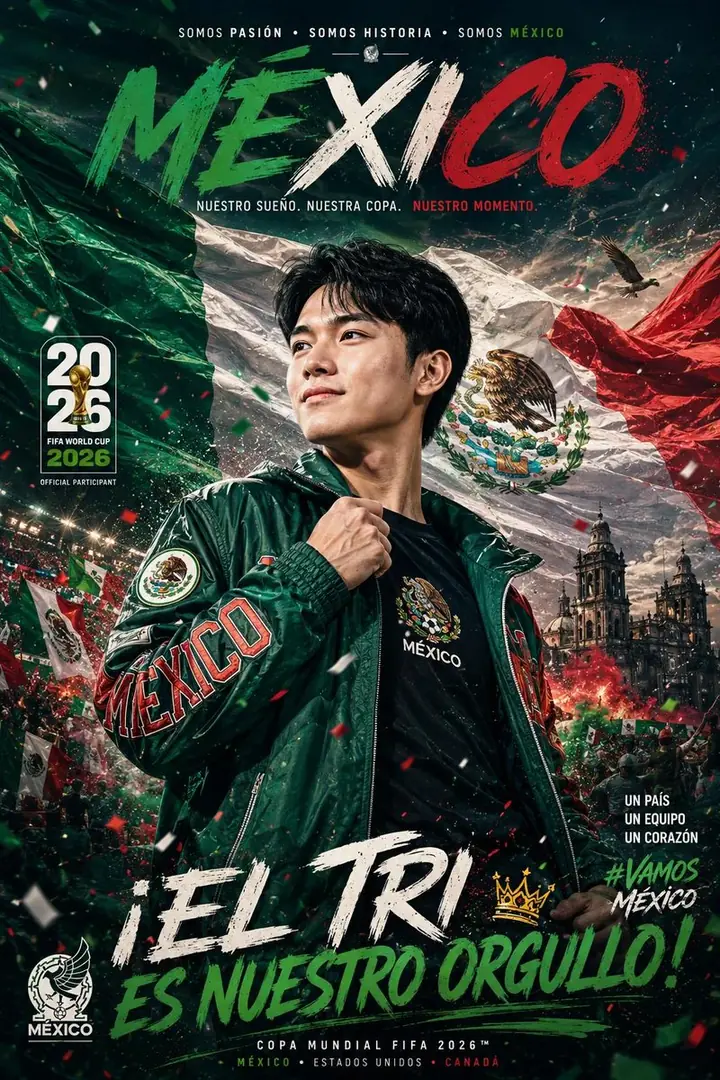 SOMOS PASIÓN • SOMOS HISTORIA • SOMOS MÉXICO
MÉXICO
NUESTRO SUEÑO. NUESTRA COPA. NUESTRO MOMENTO.
20
26
FIFA WORLD CUP
2026
OFFICIAL PARTICIPANT
MÉXICO
MÉXICO
UN PAÍS
UN EQUIPO
UN CORAZÓN
#VAMOS
MÉXICO
¡EL TRI
ES NUESTRO ORGULLO!
MÉXICO
COPA MUNDIAL FIFA 2026™
MÉXICO • ESTADOS UNIDOS • CANADÁ